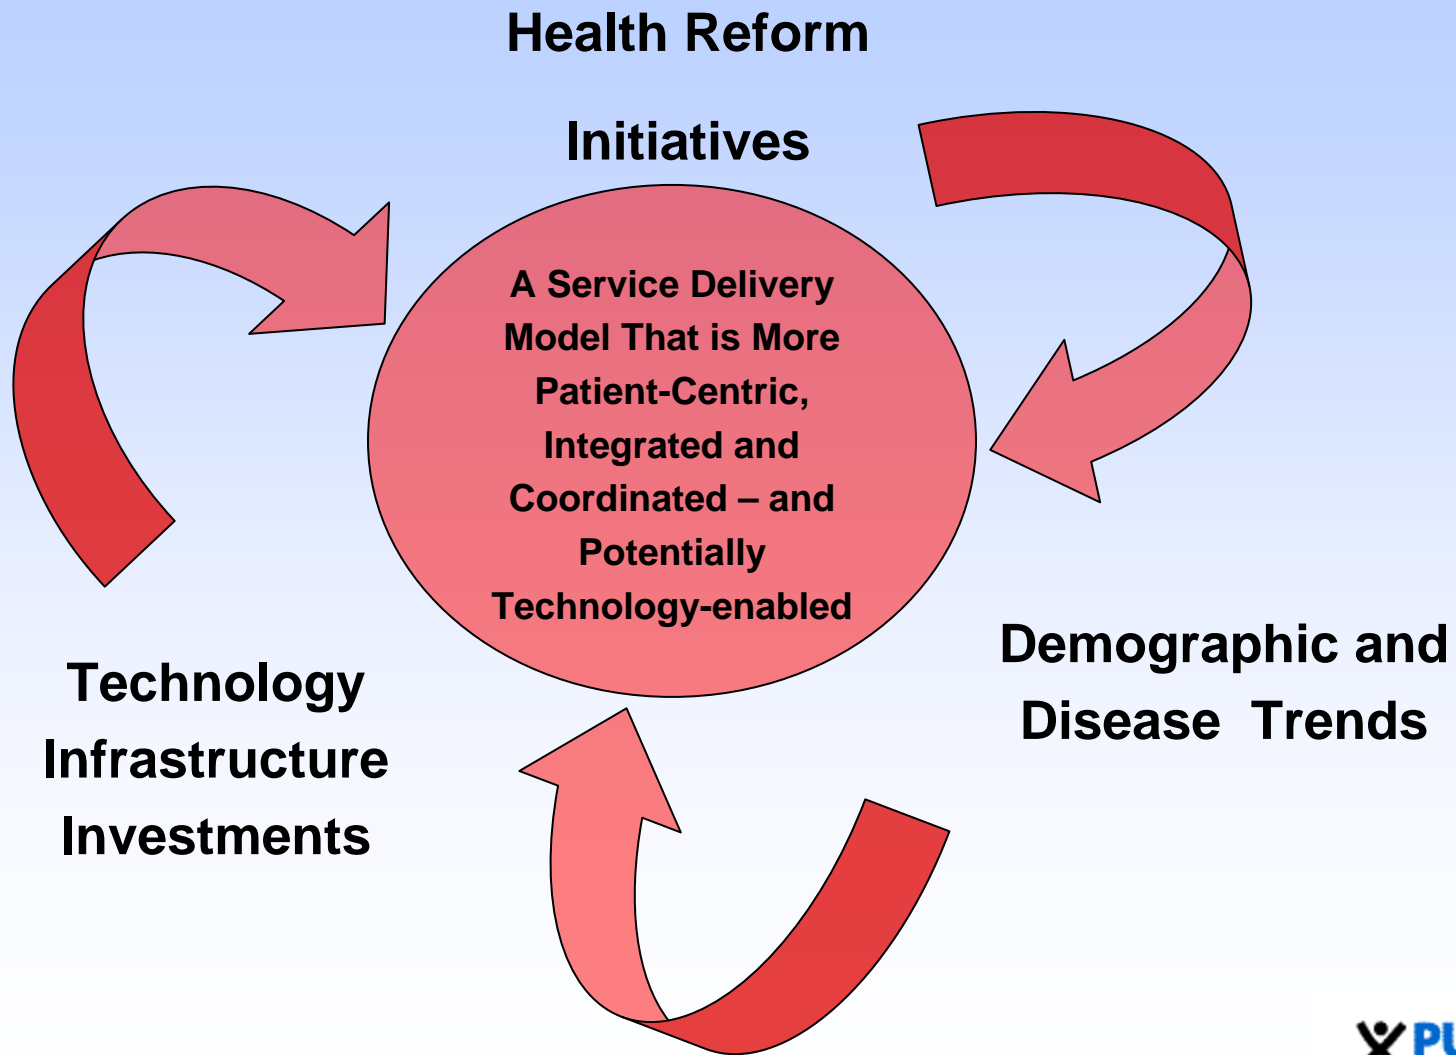 Health Reform
Initiatives
A Service Delivery
Model That is More
Patient-Centric,
Integrated and
Coordinated – and
Potentially
Technology-enabled
Technology
Infrastructure
Investments
Demographic and
Disease Trends